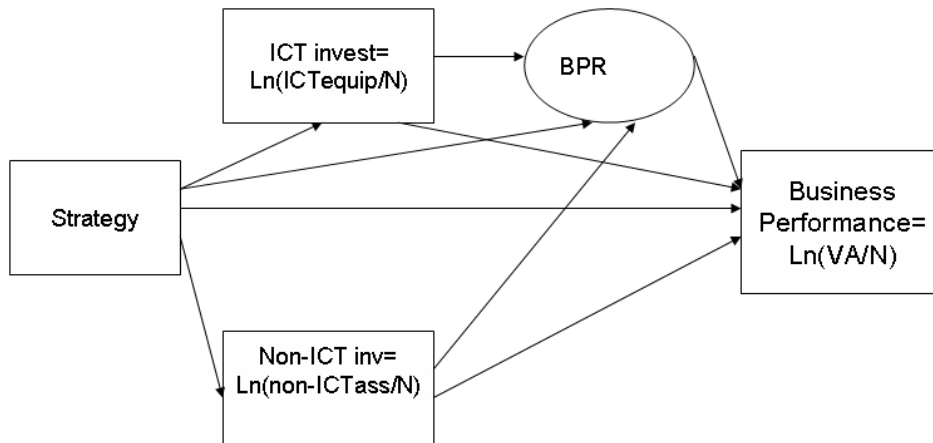 ICT invest=
Ln(ICTequip/N)
BPR
Strategy
Business
Performance=
Ln(VA/N)
Non-ICT inv=
Ln(non-ICTass/N)